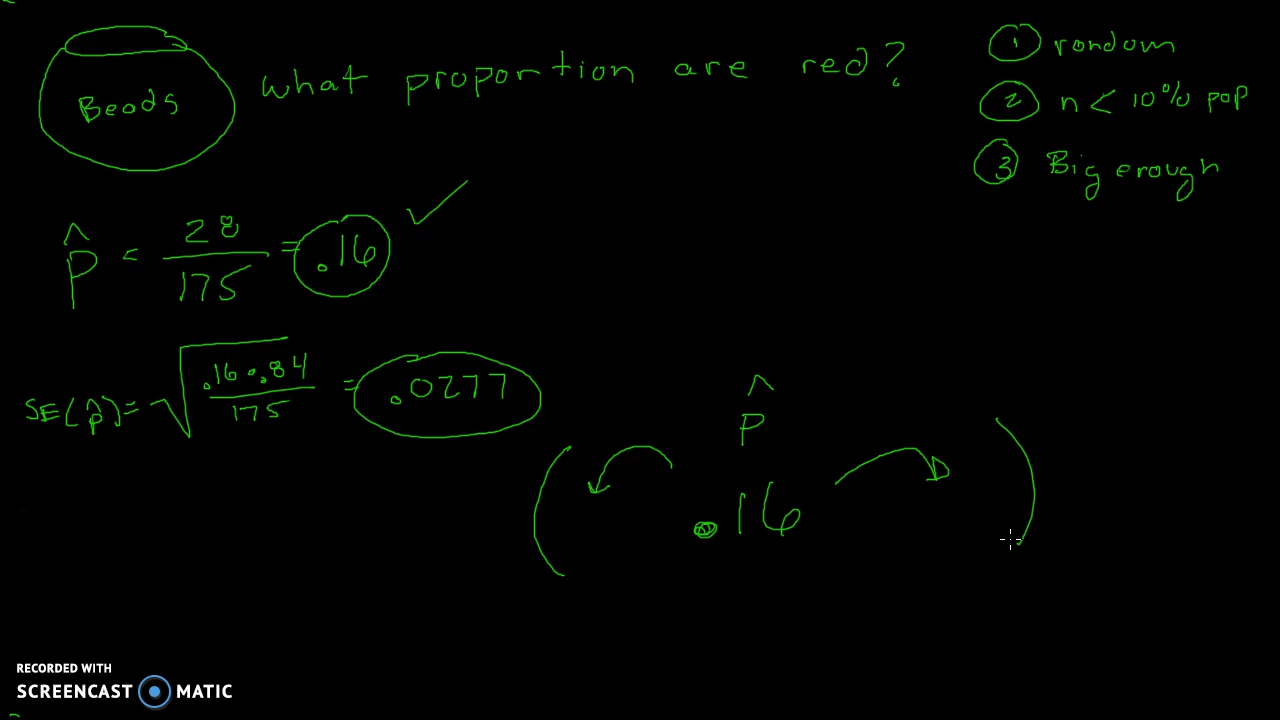 Beads
what proportion are red?
① random
② n < 10% pop
③ Big enough
p̂ = 28/175 = .16 ✓
SE(p̂) = √(.16·.84/175) = .0277
p̂
( .16 )
RECORDED WITH
SCREENCAST MATIC